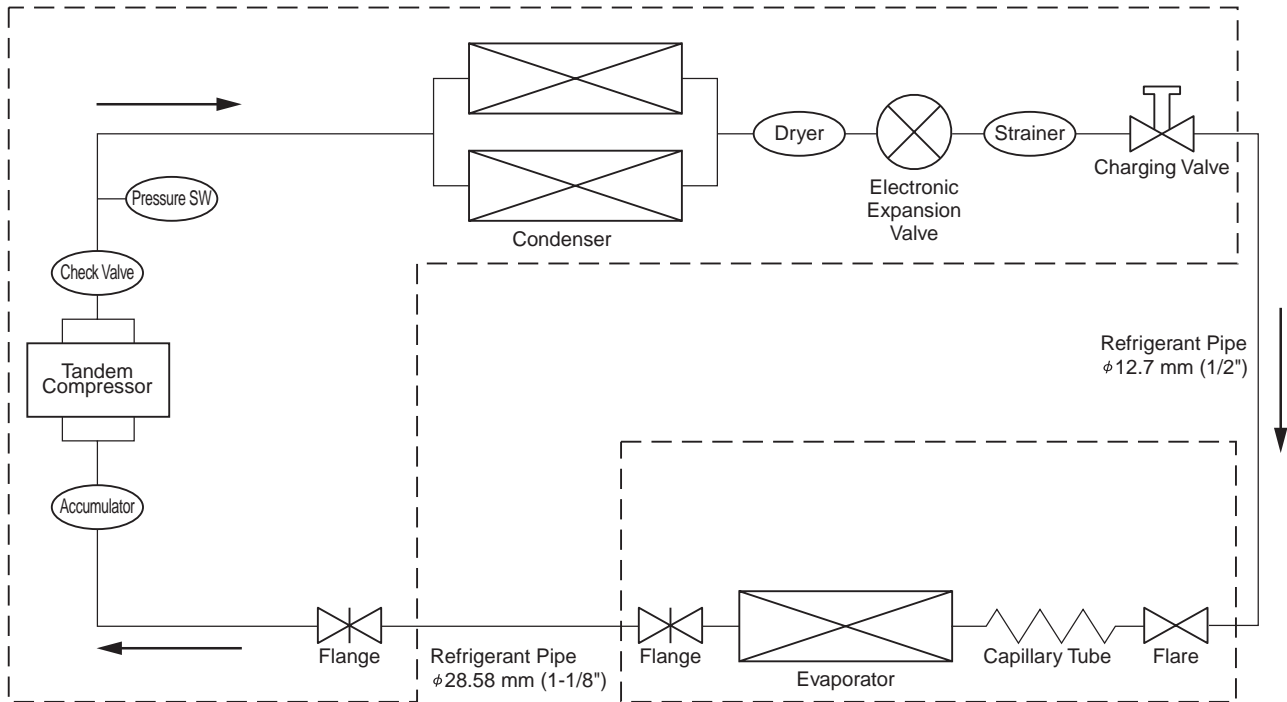 Dryer
Strainer
Charging Valve
Electronic
Expansion
Valve
Condenser
Pressure SW
Check Valve
Tandem
Compressor
Accumulator
Refrigerant Pipe
ϕ12.7 mm (1/2")
Flange
Refrigerant Pipe
ϕ28.58 mm (1-1/8")
Flange
Evaporator
Capillary Tube
Flare